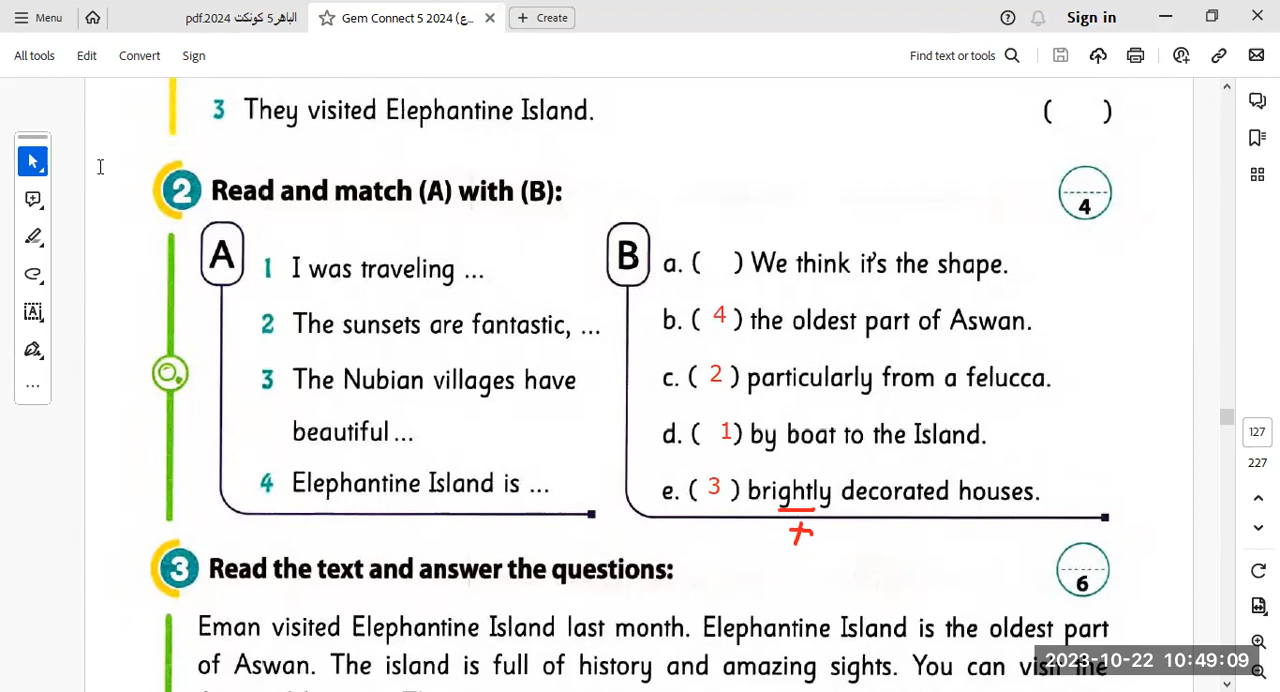 Menu
الباهر5 كونكت 2024.pdf
Gem Connect 5 2024 (ع...
+ Create
Sign in
All tools Edit Convert Sign
Find text or tools
3 They visited Elephantine Island. ( )
2 Read and match (A) with (B):
4
A
1 I was traveling ...
2 The sunsets are fantastic, ...
3 The Nubian villages have
beautiful ...
4 Elephantine Island is ...
B
a. ( ) We think it's the shape.
b. ( 4 ) the oldest part of Aswan.
c. ( 2 ) particularly from a felucca.
d. ( 1 ) by boat to the Island.
e. ( 3 ) brightly decorated houses.
3 Read the text and answer the questions:
6
Eman visited Elephantine Island last month. Elephantine Island is the oldest part
of Aswan. The island is full of history and amazing sights. You can visit the
127
227
2023-10-22 10:49:09